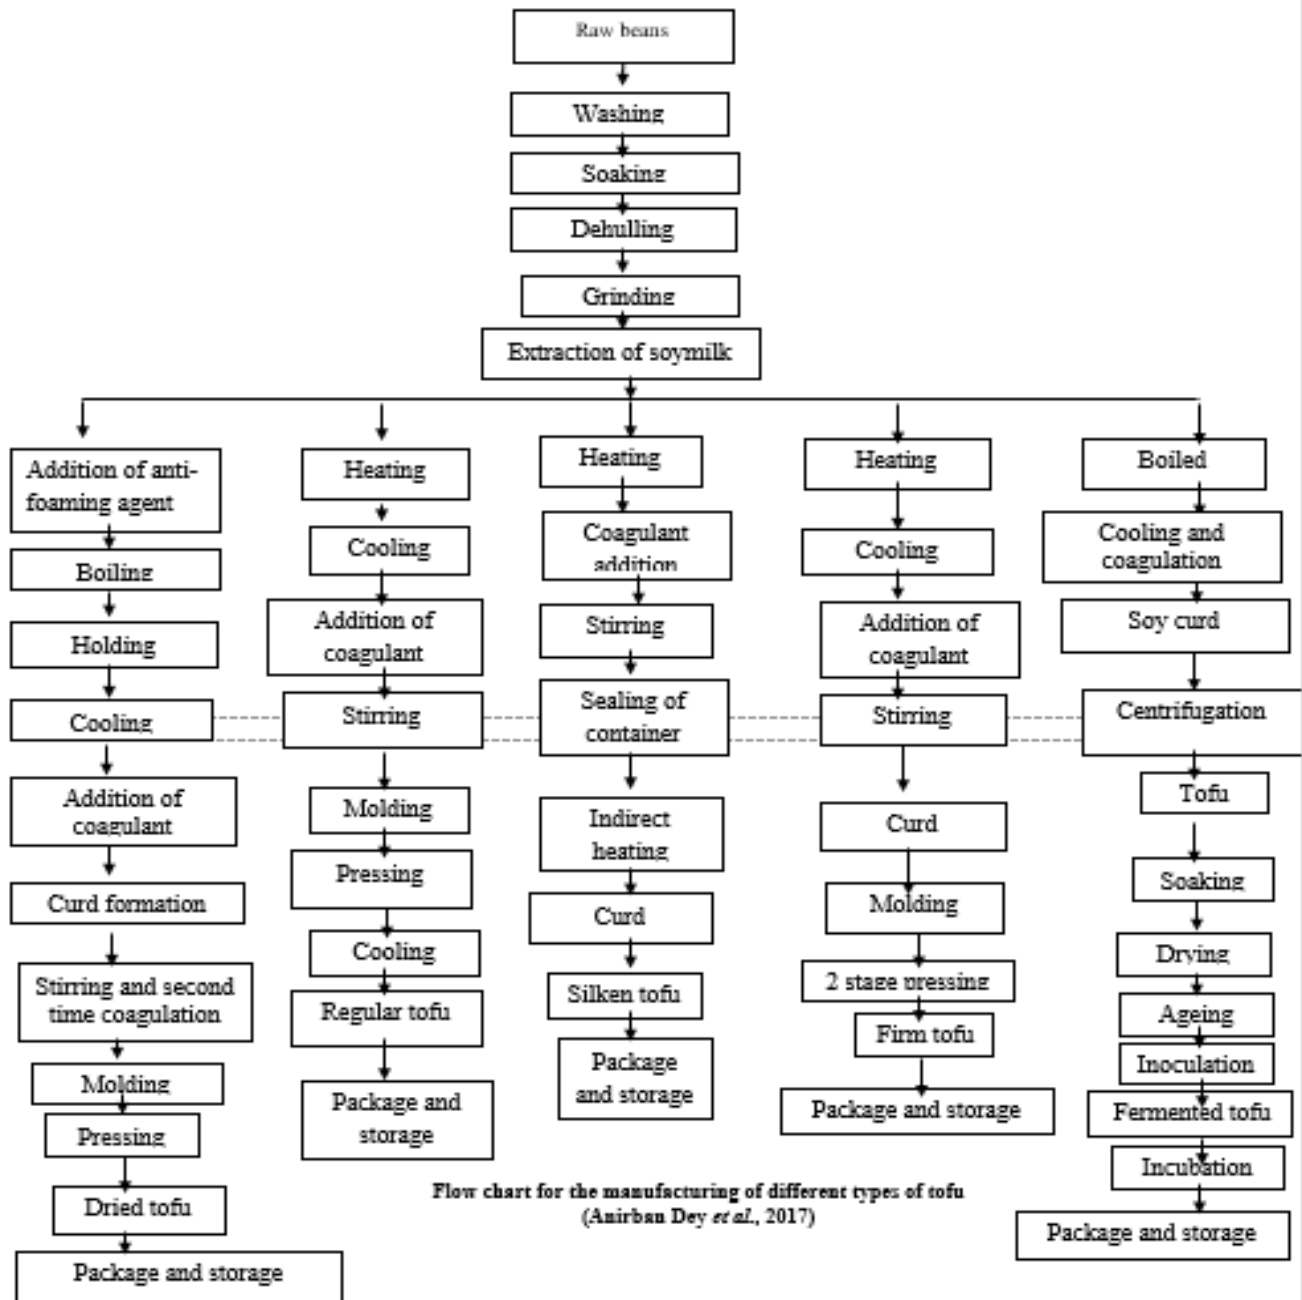 Raw beans
Washing
Soaking
Dehulling
Grinding
Extraction of soymilk
Addition of anti-
foaming agent
Boiling
Holding
Cooling
Addition of
coagulant
Curd formation
Stirring and second
time coagulation
Molding
Pressing
Dried tofu
Package and storage
Heating
Cooling
Addition of
coagulant
Stirring
Molding
Pressing
Cooling
Regular tofu
Package and
storage
Heating
Coagulant
addition
Stirring
Sealing of
container
Indirect
heating
Curd
Silken tofu
Package
and storage
Heating
Cooling
Addition of
coagulant
Stirring
Curd
Molding
2 stage pressing
Firm tofu
Package and storage
Boiled
Cooling and
coagulation
Soy curd
Centrifugation
Tofu
Soaking
Drying
Ageing
Inoculation
Fermented tofu
Incubation
Package and storage
Flow chart for the manufacturing of different types of tofu
(Anirban Dey et al., 2017)